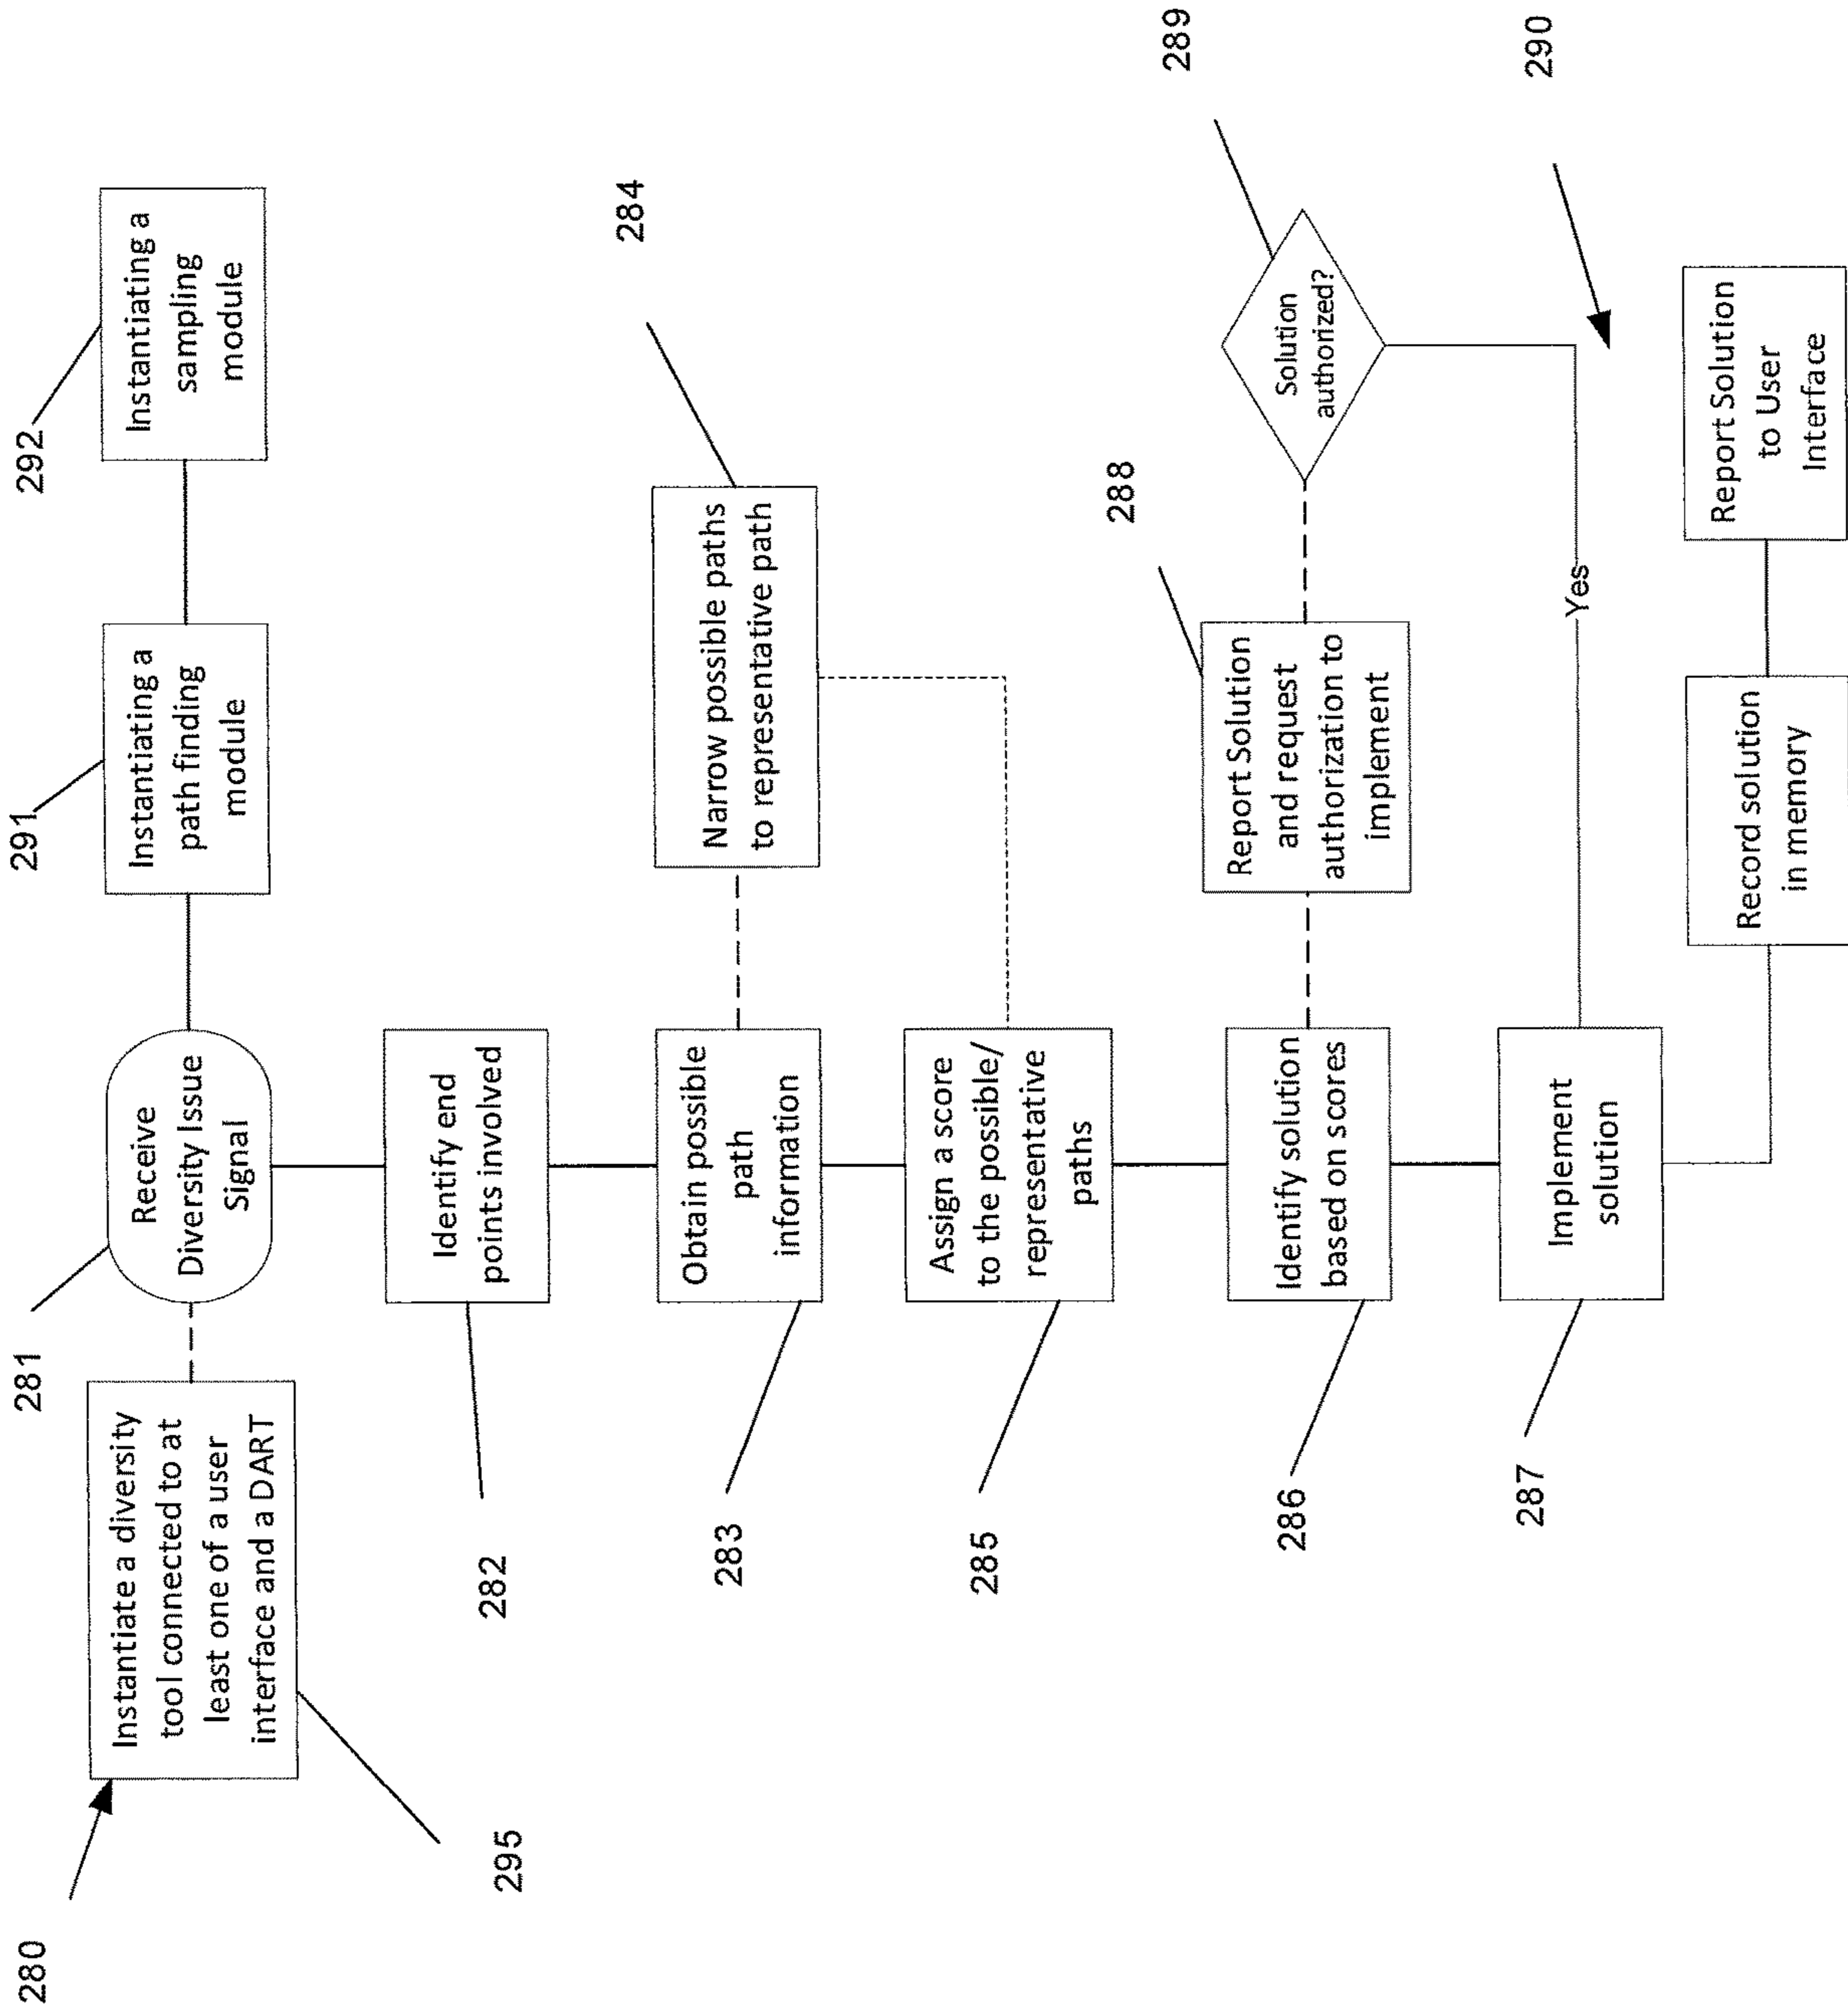 280
295
Instantiate a diversity
tool connected to at
least one of a user
interface and a DART
281
Receive
Diversity Issue
Signal
291
Instantiating a
path finding
module
292
Instantiating a
sampling
module
282
Identify end
points involved
283
Obtain possible
path
information
284
Narrow possible paths
to representative path
285
Assign a score
to the possible/
representative
paths
286
Identify solution
based on scores
288
Report Solution
and request
authorization to
implement
289
Solution
authorized?
Yes
287
Implement
solution
290
Record solution
in memory
Report Solution
to User
Interface